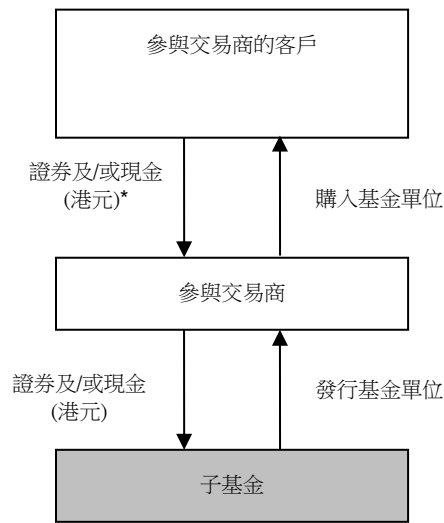 參與交易商的客戶
證券及/或現金
(港元)*
購入基金單位
參與交易商
證券及/或現金
(港元)
發行基金單位
子基金